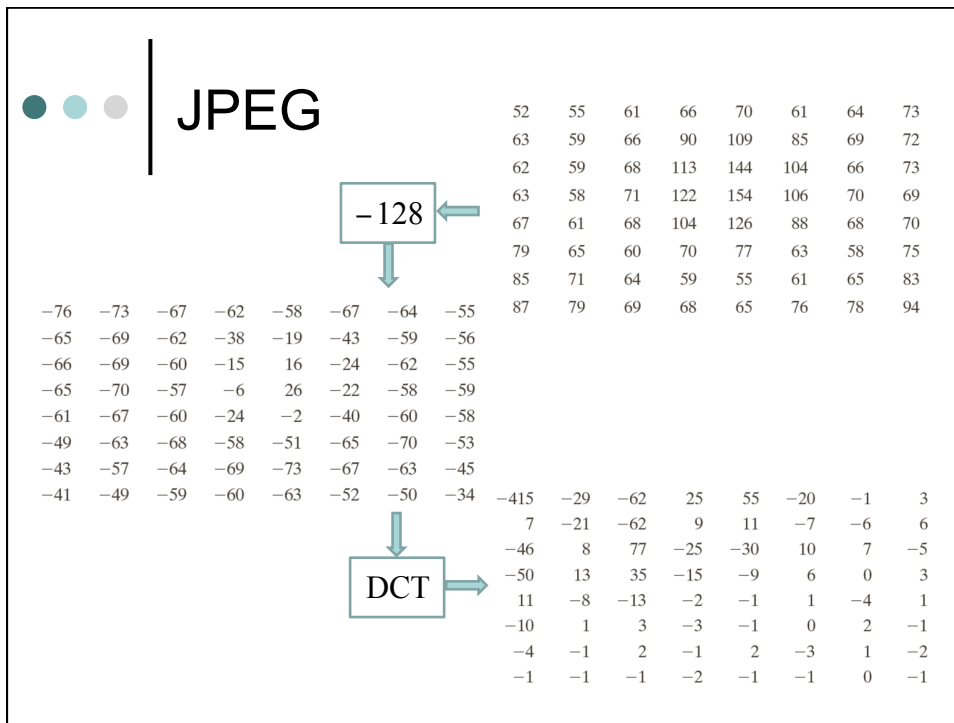 JPEG
52 55 61 66 70 61 64 73
63 59 66 90 109 85 69 72
62 59 68 113 144 104 66 73
63 58 71 122 154 106 70 69
67 61 68 104 126 88 68 70
79 65 60 70 77 63 58 75
85 71 64 59 55 61 65 83
87 79 69 68 65 76 78 94
−128
−76 −73 −67 −62 −58 −67 −64 −55
−65 −69 −62 −38 −19 −43 −59 −56
−66 −69 −60 −15 16 −24 −62 −55
−65 −70 −57 −6 26 −22 −58 −59
−61 −67 −60 −24 −2 −40 −60 −58
−49 −63 −68 −58 −51 −65 −70 −53
−43 −57 −64 −69 −73 −67 −63 −45
−41 −49 −59 −60 −63 −52 −50 −34
DCT
−415 −29 −62 25 55 −20 −1 3
7 −21 −62 9 11 −7 −6 6
−46 8 77 −25 −30 10 7 −5
−50 13 35 −15 −9 6 0 3
11 −8 −13 −2 −1 1 −4 1
−10 1 3 −3 −1 0 2 −1
−4 −1 2 −1 2 −3 1 −2
−1 −1 −1 −2 −1 −1 0 −1